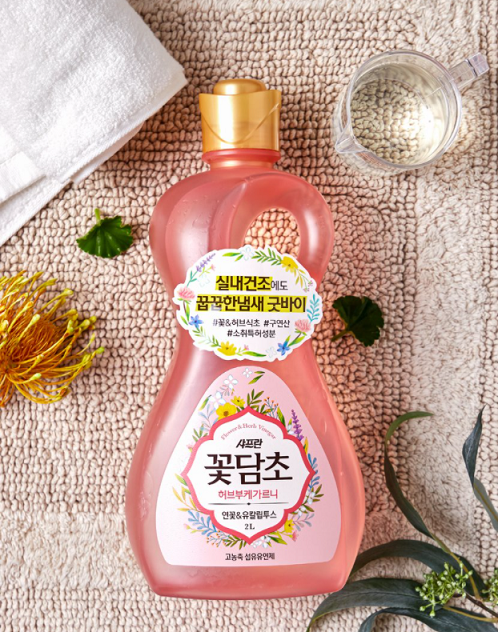 실내건조에도
꿉꿉한냄새 굿바이
#꽃&허브식초 #구연산
#소취특허성분
Flower & Herb Vinegar
샤프란
꽃담초
허브부케가르니
연꽃&유칼립투스
2L
고농축 섬유유연제